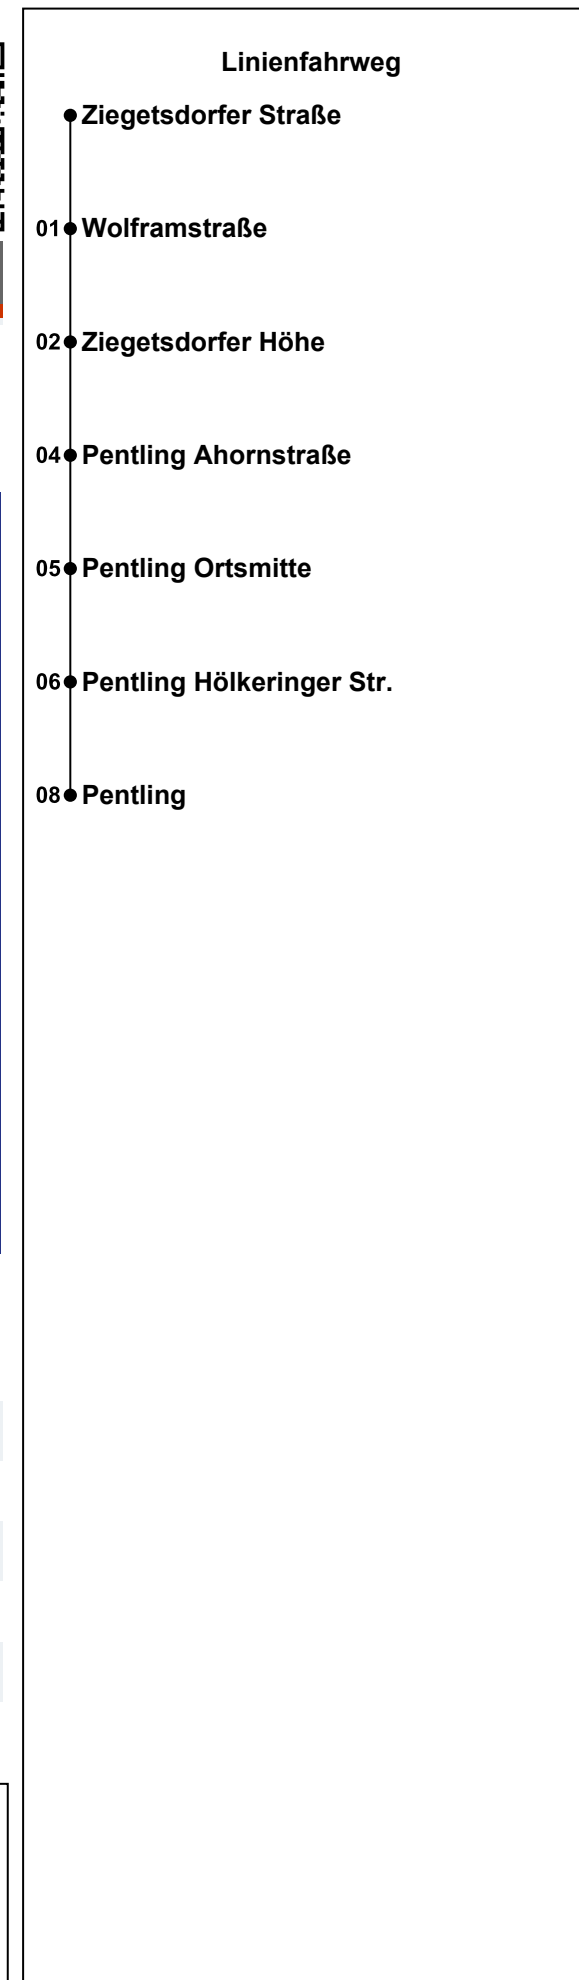 Linienfahrweg
Ziegetsdorfer Straße
01 Wolframstraße
02 Ziegetsdorfer Höhe
04 Pentling Ahornstraße
05 Pentling Ortsmitte
06 Pentling Hölkeringer Str.
08 Pentling